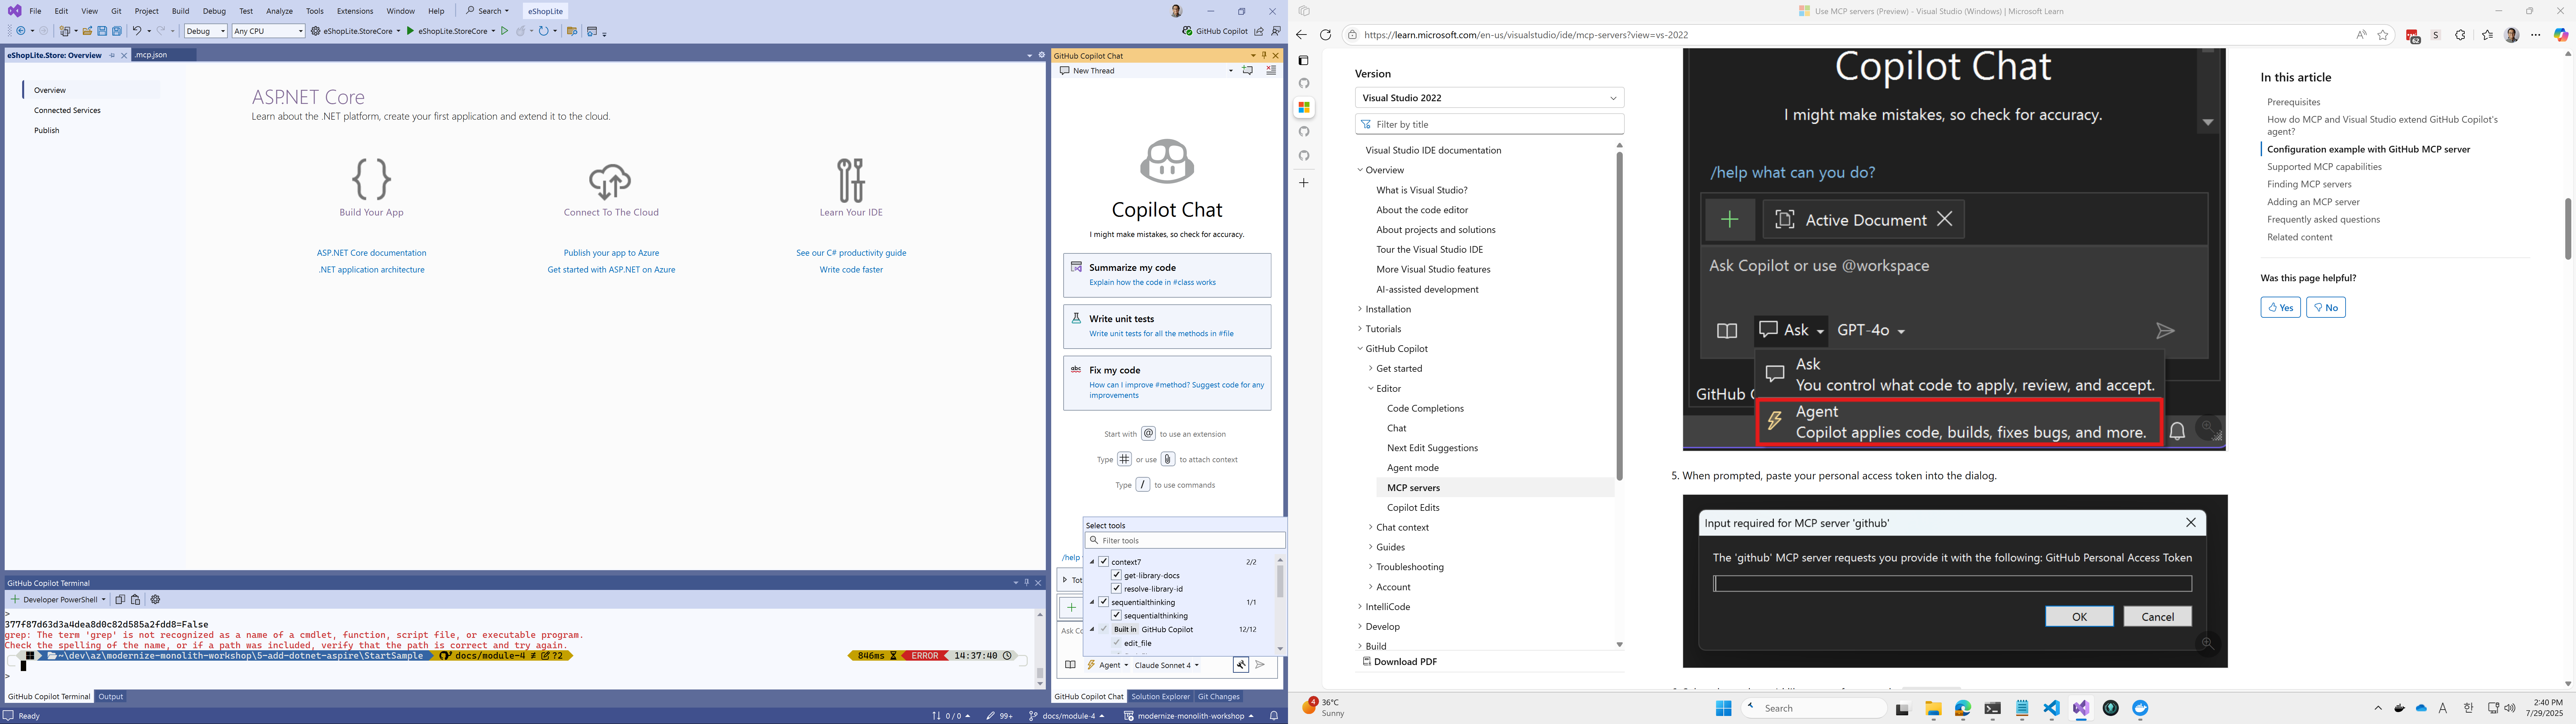 File Edit View Git Project Build Debug Test Analyze Tools Extensions Window Help Search eShopLite
Debug Any CPU eShopLite.StoreCore eShopLite.StoreCore GitHub Copilot
eShopLite.Store: Overview .mcp.json
Overview
Connected Services
Publish
ASP.NET Core
Learn about the .NET platform, create your first application and extend it to the cloud.
Build Your App
Connect To The Cloud
Learn Your IDE
ASP.NET Core documentation
.NET application architecture
Publish your app to Azure
Get started with ASP.NET on Azure
See our C# productivity guide
Write code faster
GitHub Copilot Terminal
Developer PowerShell
>
377f87d63d3a4dea8d0c82d585a2fdd8=False
grep: The term 'grep' is not recognized as a name of a cmdlet, function, script file, or executable program.
Check the spelling of the name, or if a path was included, verify that the path is correct and try again.
~\dev\az\modernize-monolith-workshop\5-add-dotnet-aspire\StartSample docs/module-4 ≢ ?2 846ms ERROR 14:37:40
>
GitHub Copilot Terminal Output
Ready 0 / 0 99+ docs/module-4 modernize-monolith-workshop
GitHub Copilot Chat
New Thread
Copilot Chat
I might make mistakes, so check for accuracy.
Summarize my code
Explain how the code in #class works
Write unit tests
Write unit tests for all the methods in #file
Fix my code
How can I improve #method? Suggest code for any
improvements
Start with @ to use an extension
Type # or use to attach context
Type / to use commands
Select tools
Filter tools
/help
context7 2/2
get-library-docs
Tot
resolve-library-id
sequentialthinking 1/1
sequentialthinking
Built in GitHub Copilot 12/12
Ask Co
edit_file
Agent Claude Sonnet 4
GitHub Copilot Chat Solution Explorer Git Changes
Use MCP servers (Preview) - Visual Studio (Windows) | Microsoft Learn
https://learn.microsoft.com/en-us/visualstudio/ide/mcp-servers?view=vs-2022
Version
Visual Studio 2022
Filter by title
Visual Studio IDE documentation
Overview
What is Visual Studio?
About the code editor
About projects and solutions
Tour the Visual Studio IDE
More Visual Studio features
AI-assisted development
Installation
Tutorials
GitHub Copilot
Get started
Editor
Code Completions
Chat
Next Edit Suggestions
Agent mode
MCP servers
Copilot Edits
Chat context
Guides
Troubleshooting
Account
IntelliCode
Develop
Build
Download PDF
Copilot Chat
I might make mistakes, so check for accuracy.
/help what can you do?
Active Document
Ask Copilot or use @workspace
Ask GPT-4o
Ask
You control what code to apply, review, and accept.
GitHub C
Agent
Copilot applies code, builds, fixes bugs, and more.
5. When prompted, paste your personal access token into the dialog.
Input required for MCP server 'github'
The 'github' MCP server requests you provide it with the following: GitHub Personal Access Token
OK Cancel
In this article
Prerequisites
How do MCP and Visual Studio extend GitHub Copilot's
agent?
Configuration example with GitHub MCP server
Supported MCP capabilities
Finding MCP servers
Adding an MCP server
Frequently asked questions
Related content
Was this page helpful?
Yes No
4
36°C
Sunny
Search
A 한
2:40 PM
7/29/2025